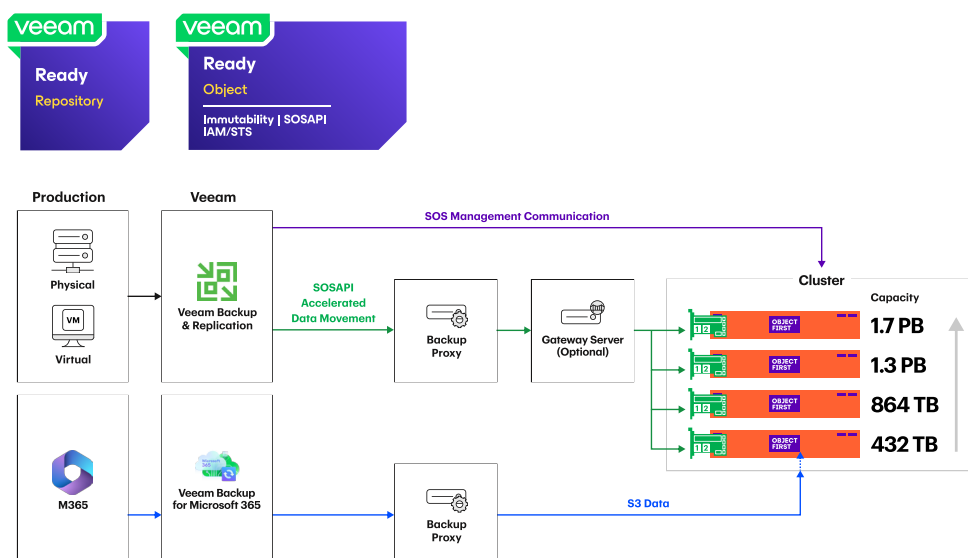 veeam
Ready
Repository
veeam
Ready
Object
Immutability | SOSAPI
IAM/STS
Production
Veeam
SOS Management Communication
Physical
VM
Virtual
Veeam Backup
& Replication
SOSAPI
Accelerated
Data Movement
Backup
Proxy
Gateway Server
(Optional)
Cluster
Capacity
1 2
OBJECT
FIRST
1.7 PB
1 2
OBJECT
FIRST
1.3 PB
1 2
OBJECT
FIRST
864 TB
1 2
OBJECT
FIRST
432 TB
M365
Microsoft
365
Veeam Backup
for Microsoft 365
Backup
Proxy
S3 Data